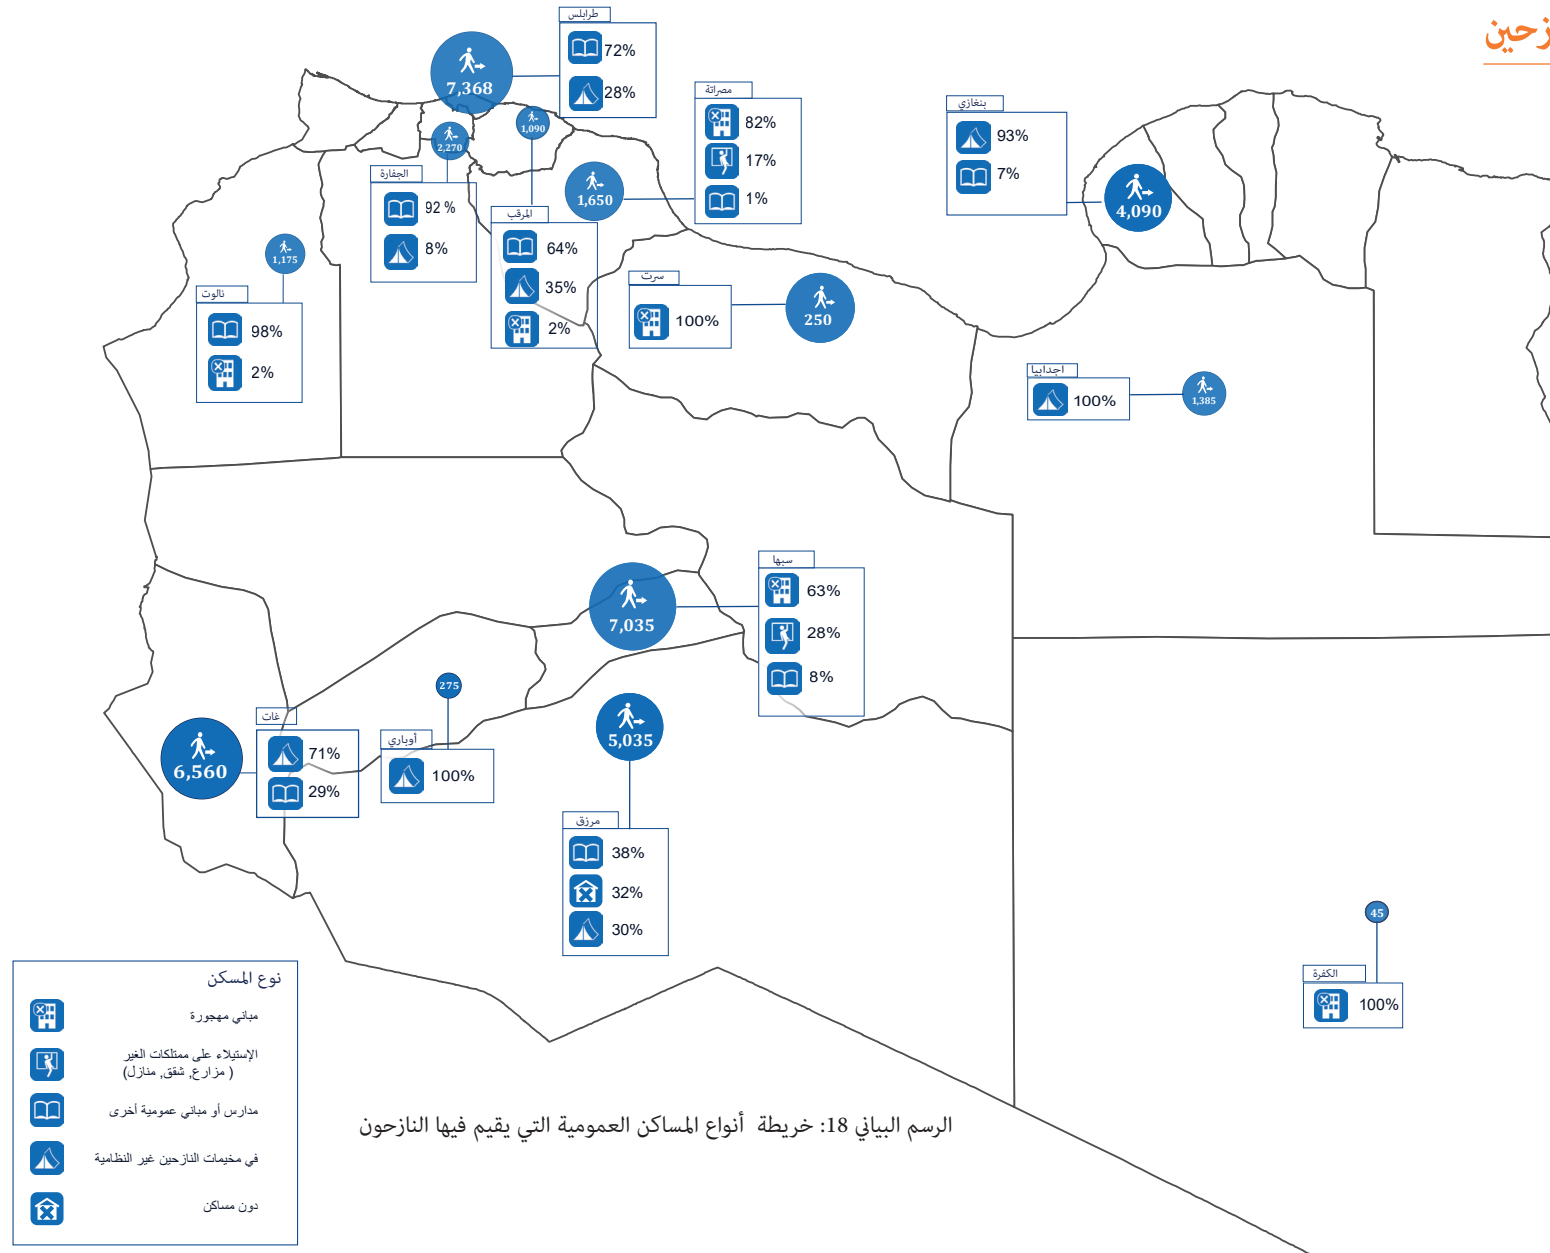 زحين
طرابلس
7,368
72%
28%
مصراتة
1,650
82%
17%
1%
بنغازي
4,090
93%
7%
1,090
المرقب
64%
35%
2%
2,270
الجفارة
92 %
8%
1,175
نالوت
98%
2%
سرت
250
100%
اجدابيا
1,385
100%
سبها
7,035
63%
28%
8%
275
أوباري
100%
غات
6,560
71%
29%
5,035
مرزق
38%
32%
30%
45
الكفرة
100%
نوع المسكن
مباني مهجورة
الإستيلاء على ممتلكات الغير
( مزارع, شقق, منازل)
مدارس أو مباني عمومية أخرى
في مخيمات النازحين غير النظامية
دون مساكن
الرسم البياني 18: خريطة أنواع المساكن العمومية التي يقيم فيها النازحون